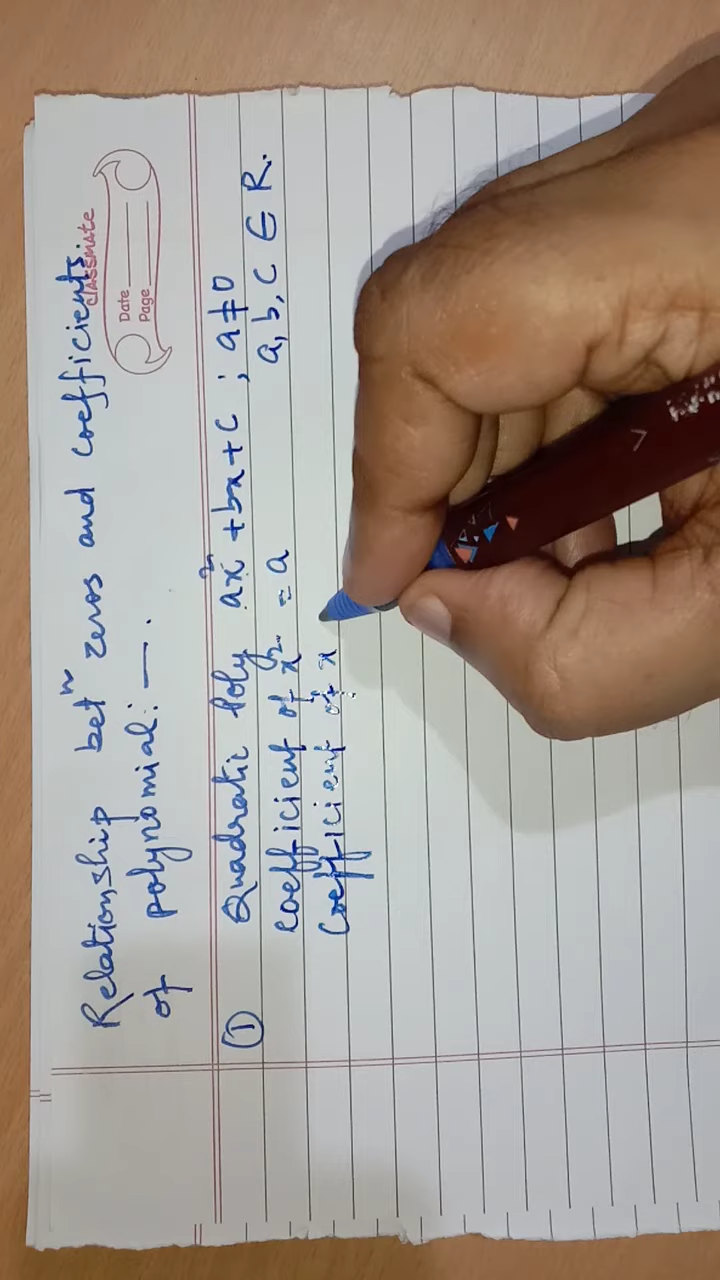 Relationship betⁿ zeros and coefficients.
of polynomial:—.
classmate
Date
Page
① Quadratic Poly ax² + bx + c ; a ≠ 0
a, b, c ∈ R.
coefficient of x² = a
Coefficient of x